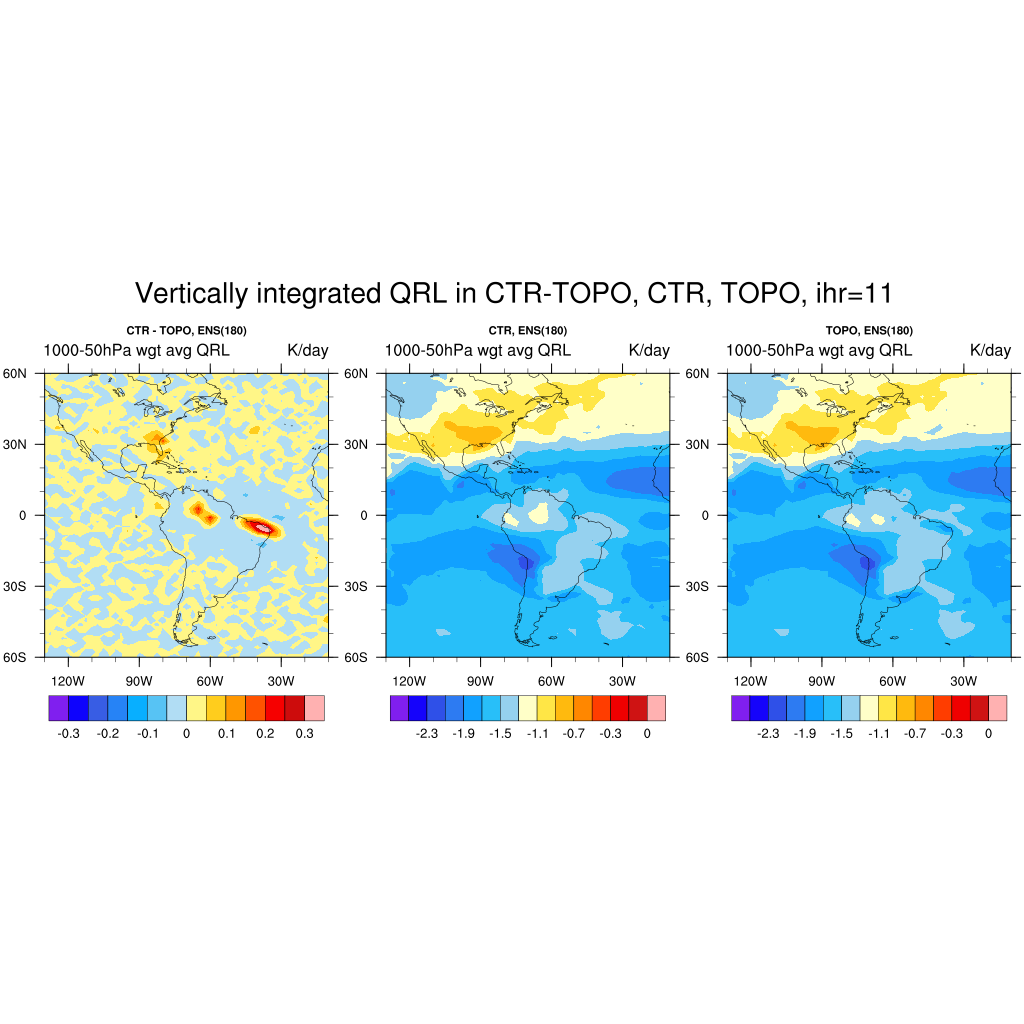 Vertically integrated QRL in CTR-TOPO, CTR, TOPO, ihr=11
CTR - TOPO, ENS(180)
1000-50hPa wgt avg QRL K/day
60N
30N
0
30S
60S
120W 90W 60W 30W
-0.3 -0.2 -0.1 0 0.1 0.2 0.3
CTR, ENS(180)
1000-50hPa wgt avg QRL K/day
60N
30N
0
30S
60S
120W 90W 60W 30W
-2.3 -1.9 -1.5 -1.1 -0.7 -0.3 0
TOPO, ENS(180)
1000-50hPa wgt avg QRL K/day
60N
30N
0
30S
60S
120W 90W 60W 30W
-2.3 -1.9 -1.5 -1.1 -0.7 -0.3 0